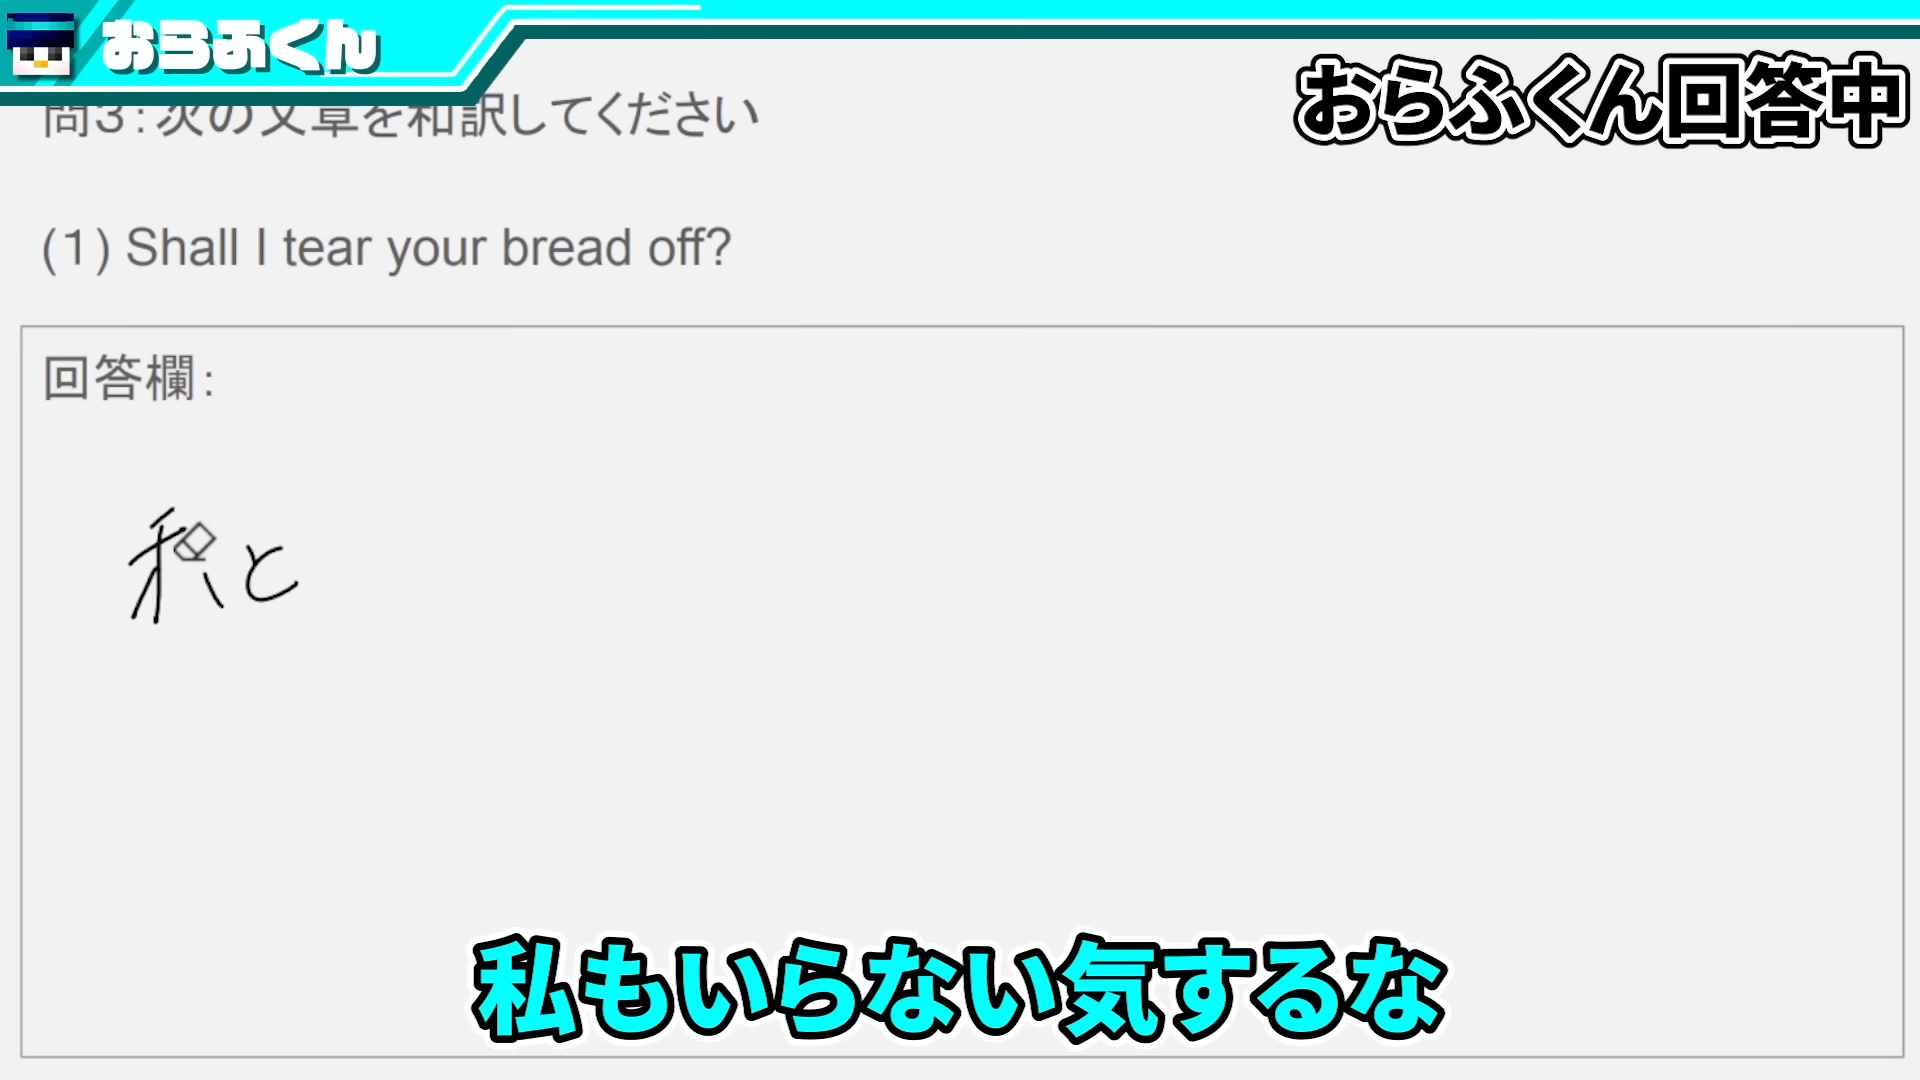 おらふくん
おらふくん回答中
問3:次の文章を和訳してください
(1) Shall I tear your bread off?
回答欄:
私と
私もいらない気するな